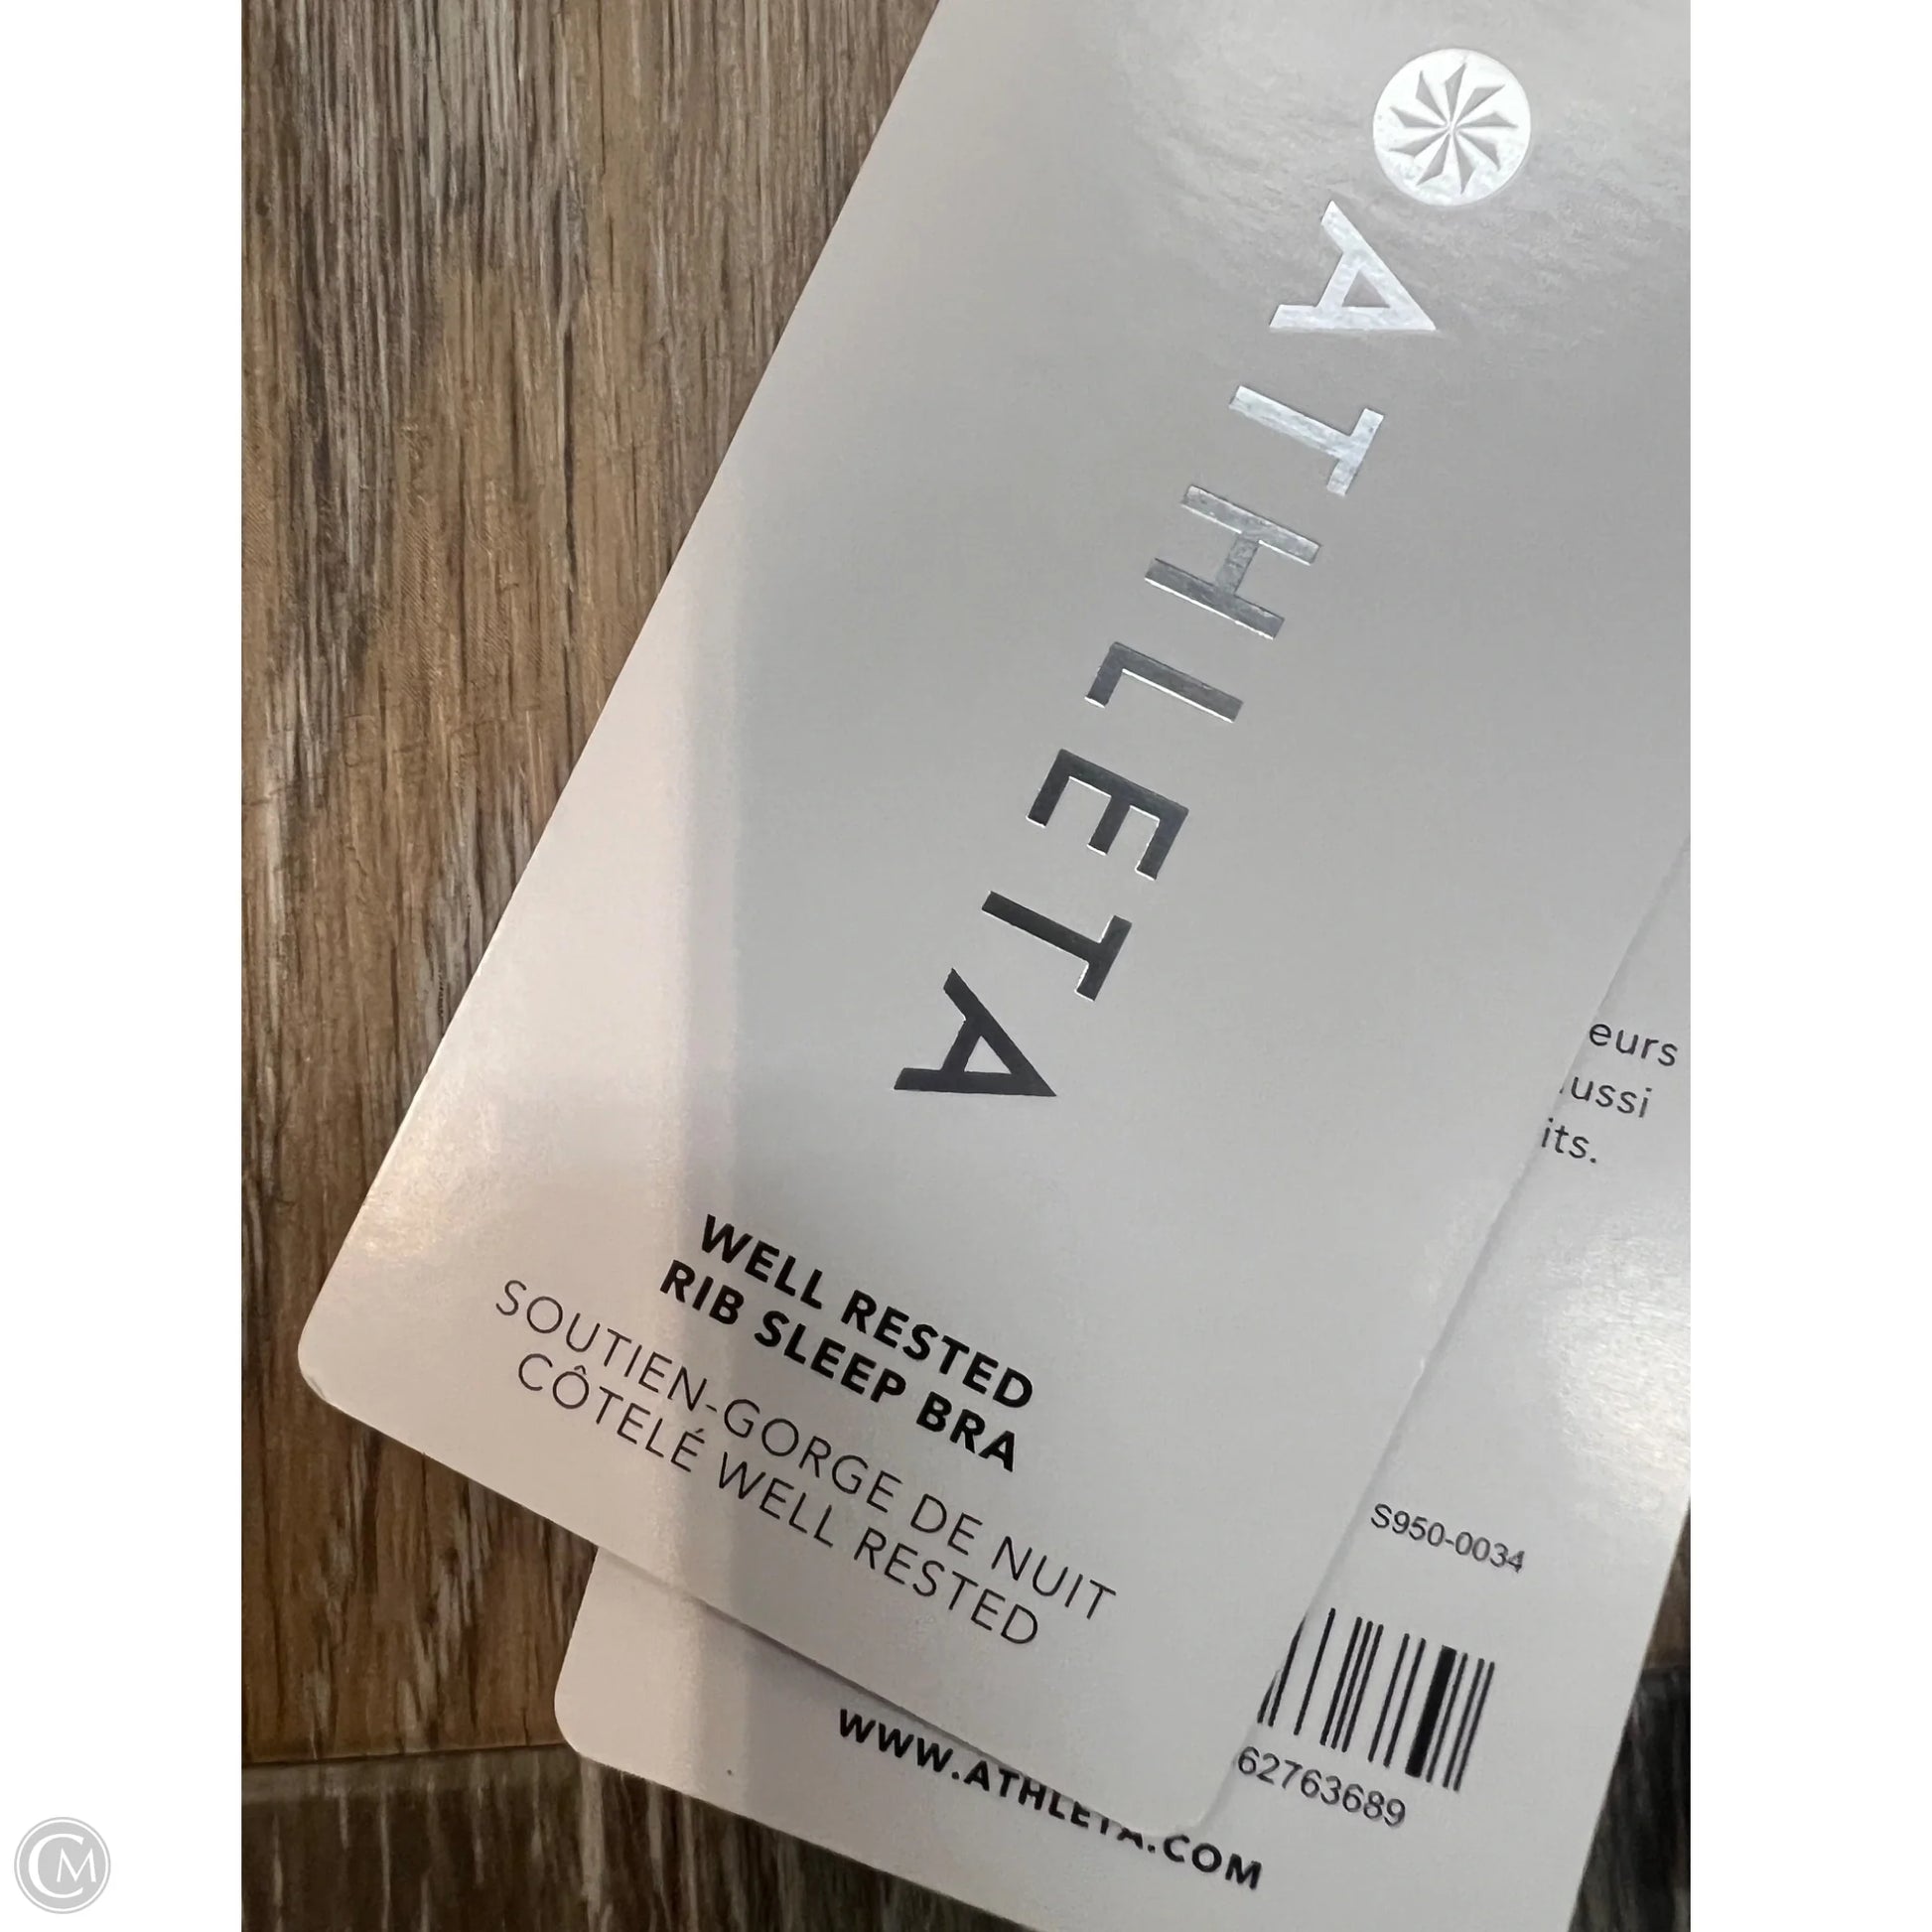 ATHLETA
WELL RESTED
RIB SLEEP BRA
SOUTIEN-GORGE DE NUIT
CÔTELÉ WELL RESTED
eurs
ussi
its.
S950-0034
62763689
WWW.ATHLETA.COM
CM